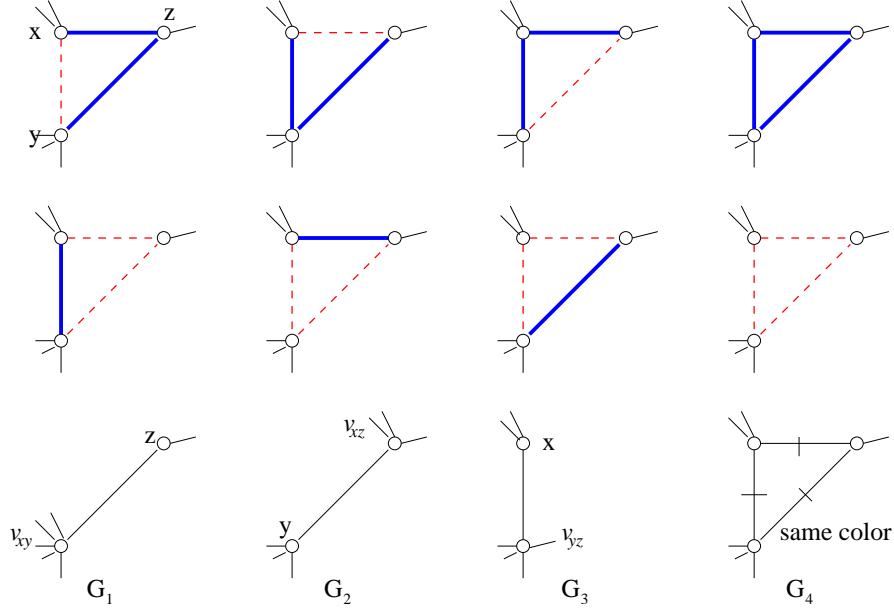 x z
y
v_xy z
v_xz y
x v_yz
same color
G_1 G_2 G_3 G_4